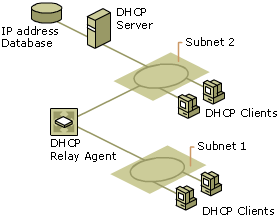 DHCP
Server
IP address
Database
Subnet 2
DHCP Clients
DHCP
Relay Agent
Subnet 1
DHCP Clients